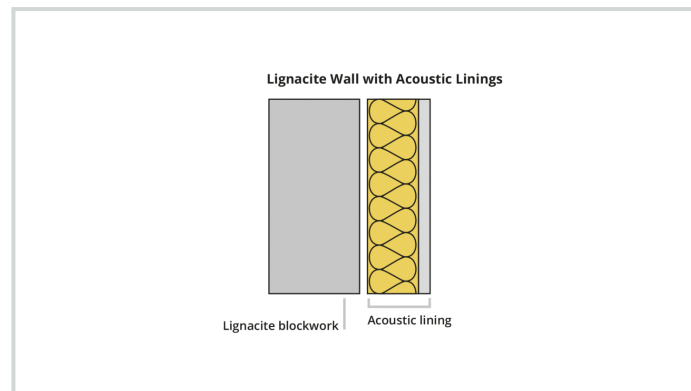 Lignacite Wall with Acoustic Linings
Lignacite blockwork
Acoustic lining